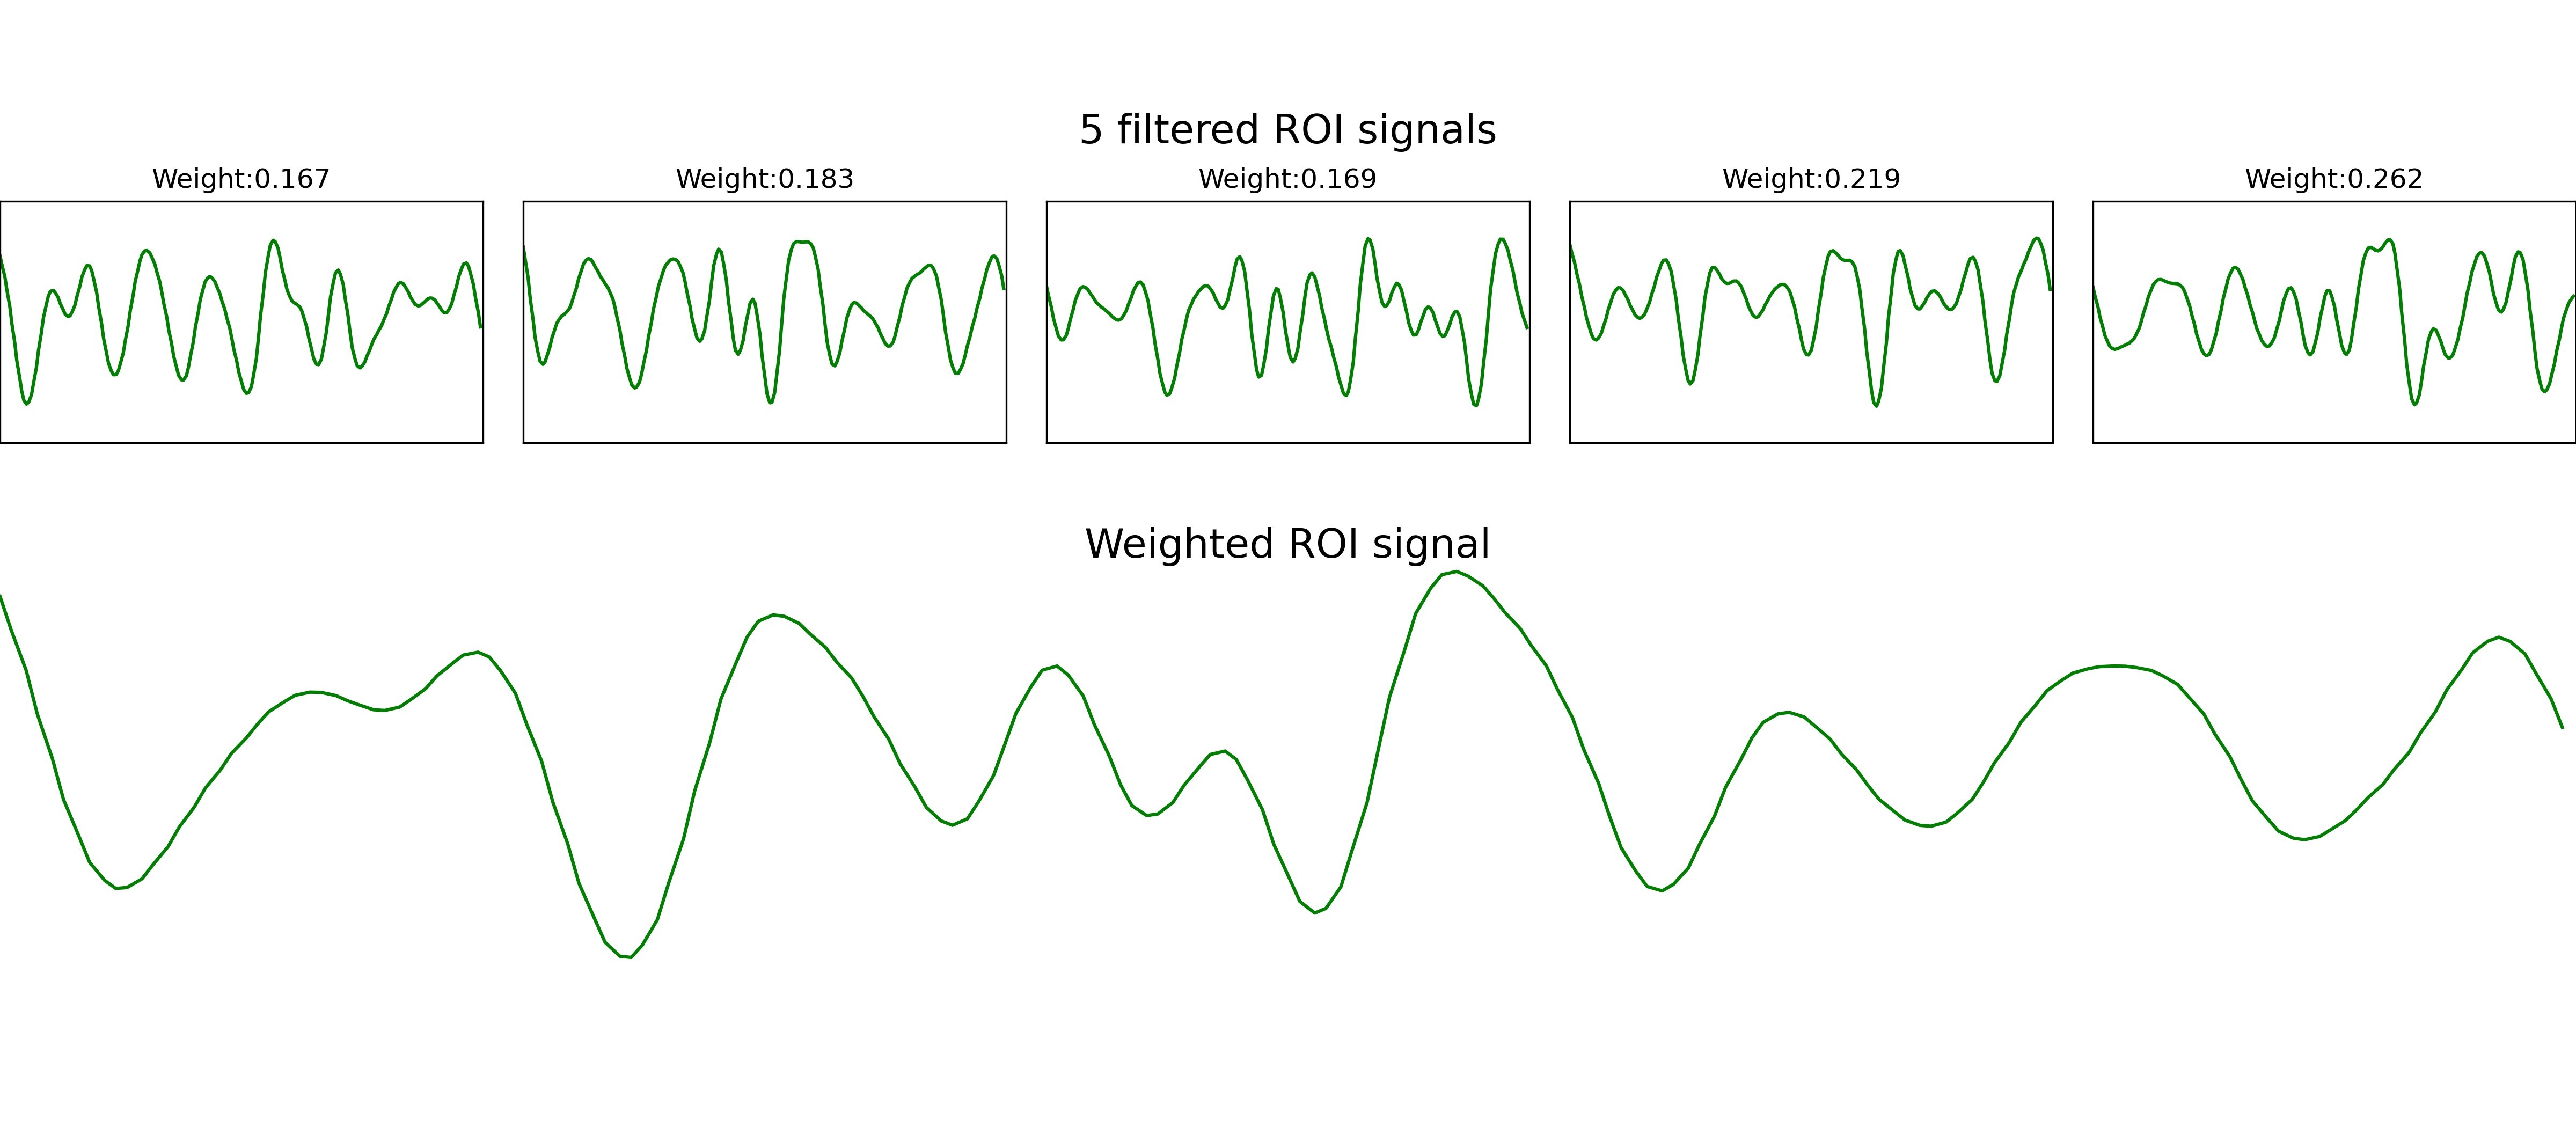 5 filtered ROI signals
Weight:0.167
Weight:0.183
Weight:0.169
Weight:0.219
Weight:0.262
Weighted ROI signal